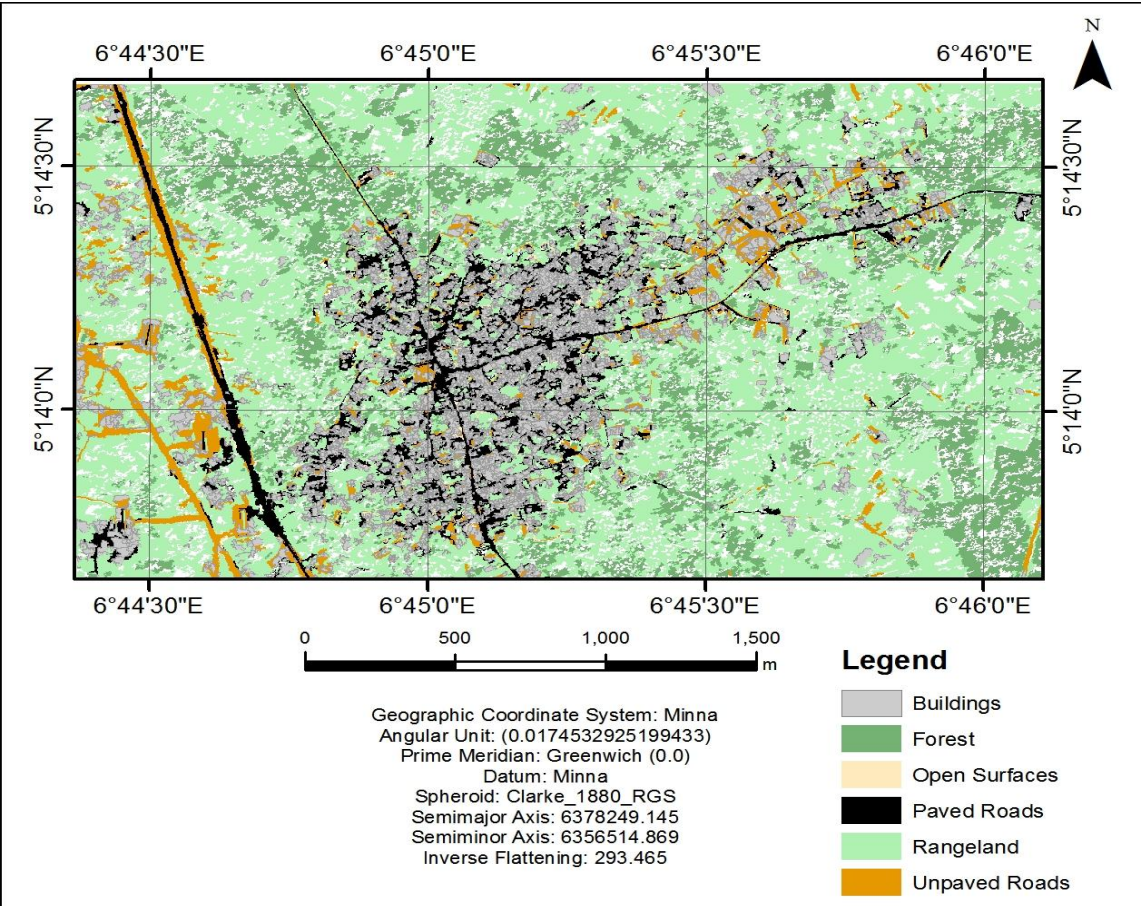 N
6°44'30"E
6°45'0"E
6°45'30"E
6°46'0"E
5°14'30"N
5°14'30"N
5°14'0"N
5°14'0"N
6°44'30"E
6°45'0"E
6°45'30"E
6°46'0"E
0
500
1,000
1,500
m
Geographic Coordinate System: Minna
Angular Unit: (0.0174532925199433)
Prime Meridian: Greenwich (0.0)
Datum: Minna
Spheroid: Clarke_1880_RGS
Semimajor Axis: 6378249.145
Semiminor Axis: 6356514.869
Inverse Flattening: 293.465
Legend
Buildings
Forest
Open Surfaces
Paved Roads
Rangeland
Unpaved Roads